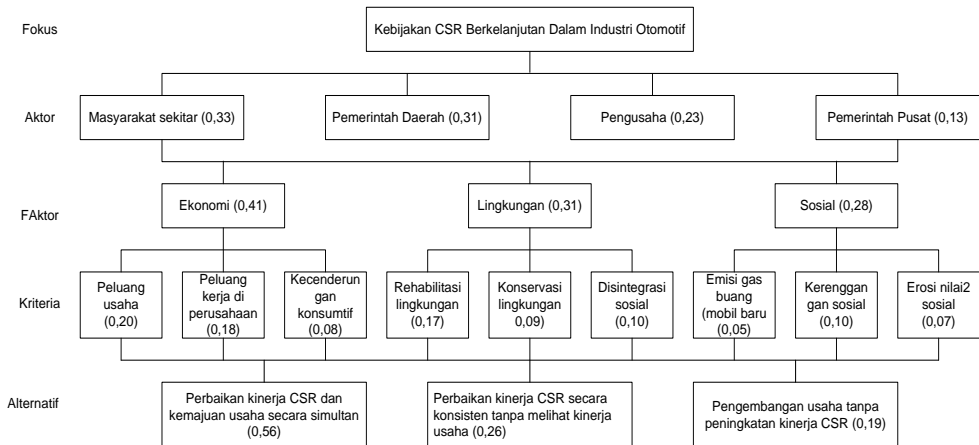 Fokus
Kebijakan CSR Berkelanjutan Dalam Industri Otomotif
Aktor
Masyarakat sekitar (0,33)
Pemerintah Daerah (0,31)
Pengusaha (0,23)
Pemerintah Pusat (0,13)
FAktor
Ekonomi (0,41)
Lingkungan (0,31)
Sosial (0,28)
Kriteria
Peluang
usaha
(0,20)
Peluang
kerja di
perusahaan
(0,18)
Kecenderun
gan
konsumtif
(0,08)
Rehabilitasi
lingkungan
(0,17)
Konservasi
lingkungan
(0,09)
Disintegrasi
sosial
(0,10)
Emisi gas
buang
(mobil baru
(0,05)
Kerenggan
gan sosial
(0,10)
Erosi nilai2
sosial
(0,07)
Alternatif
Perbaikan kinerja CSR dan
kemajuan usaha secara simultan
(0,56)
Perbaikan kinerja CSR secara
konsisten tanpa melihat kinerja
usaha (0,26)
Pengembangan usaha tanpa
peningkatan kinerja CSR (0,19)